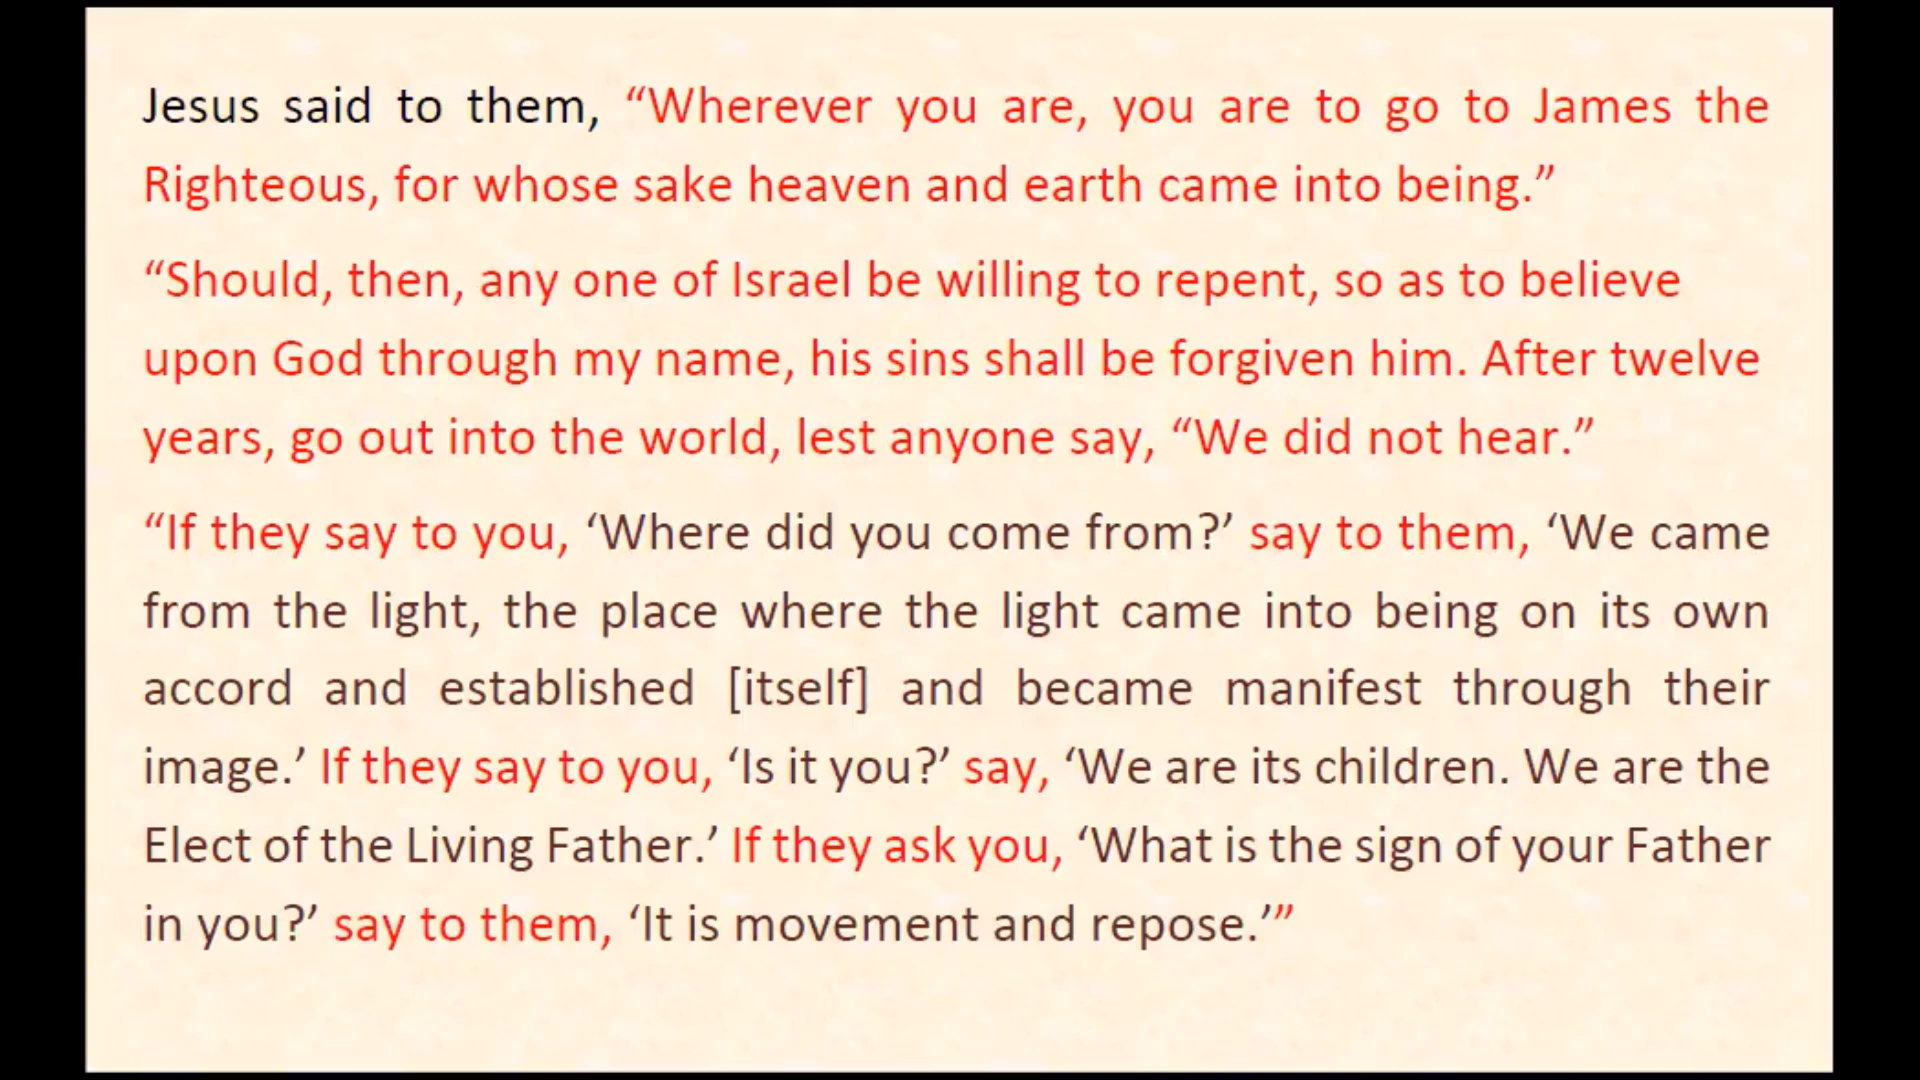 Jesus said to them, “Wherever you are, you are to go to James the
Righteous, for whose sake heaven and earth came into being.”
“Should, then, any one of Israel be willing to repent, so as to believe
upon God through my name, his sins shall be forgiven him. After twelve
years, go out into the world, lest anyone say, “We did not hear.”
“If they say to you, ‘Where did you come from?’ say to them, ‘We came
from the light, the place where the light came into being on its own
accord and established [itself] and became manifest through their
image.’ If they say to you, ‘Is it you?’ say, ‘We are its children. We are the
Elect of the Living Father.’ If they ask you, ‘What is the sign of your Father
in you?’ say to them, ‘It is movement and repose.’”